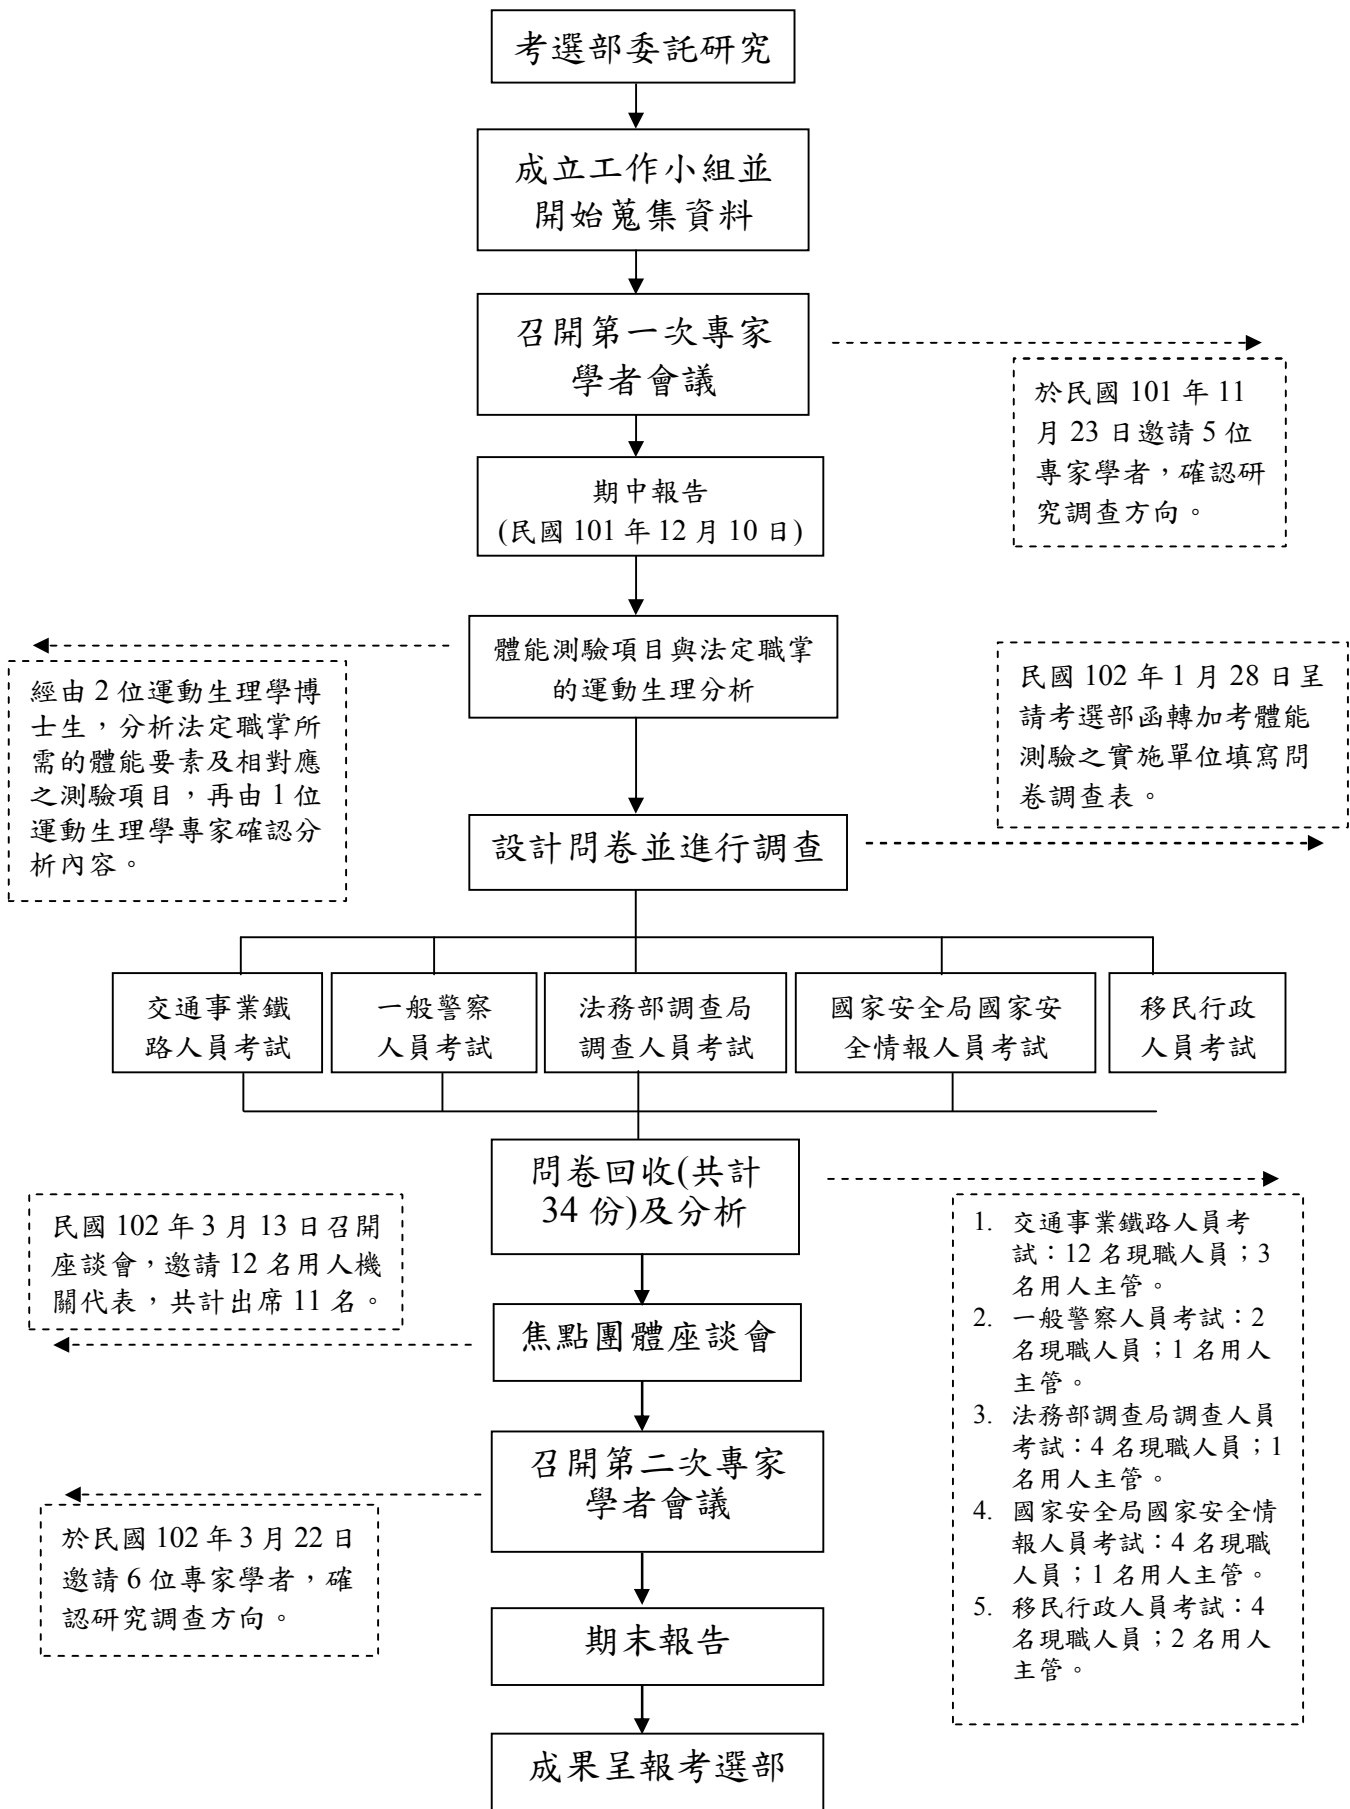 考選部委託研究
成立工作小組並
開始蒐集資料
召開第一次專家
學者會議
於民國 101 年 11
月 23 日邀請 5 位
專家學者，確認研
究調查方向。
期中報告
(民國 101 年 12 月 10 日)
體能測驗項目與法定職掌
的運動生理分析
經由 2 位運動生理學博
士生，分析法定職掌所
需的體能要素及相對應
之測驗項目，再由 1 位
運動生理學專家確認分
析內容。
民國 102 年 1 月 28 日呈
請考選部函轉加考體能
測驗之實施單位填寫問
卷調查表。
設計問卷並進行調查
交通事業鐵
路人員考試
一般警察
人員考試
法務部調查局
調查人員考試
國家安全局國家安
全情報人員考試
移民行政
人員考試
問卷回收(共計
34 份)及分析
民國 102 年 3 月 13 日召開
座談會，邀請 12 名用人機
關代表，共計出席 11 名。
1. 交通事業鐵路人員考
試：12 名現職人員；3
名用人主管。
2. 一般警察人員考試：2
名現職人員；1 名用人
主管。
3. 法務部調查局調查人員
考試：4 名現職人員；1
名用人主管。
4. 國家安全局國家安全情
報人員考試：4 名現職
人員；1 名用人主管。
5. 移民行政人員考試：4
名現職人員；2 名用人
主管。
焦點團體座談會
召開第二次專家
學者會議
於民國 102 年 3 月 22 日
邀請 6 位專家學者，確
認研究調查方向。
期末報告
成果呈報考選部